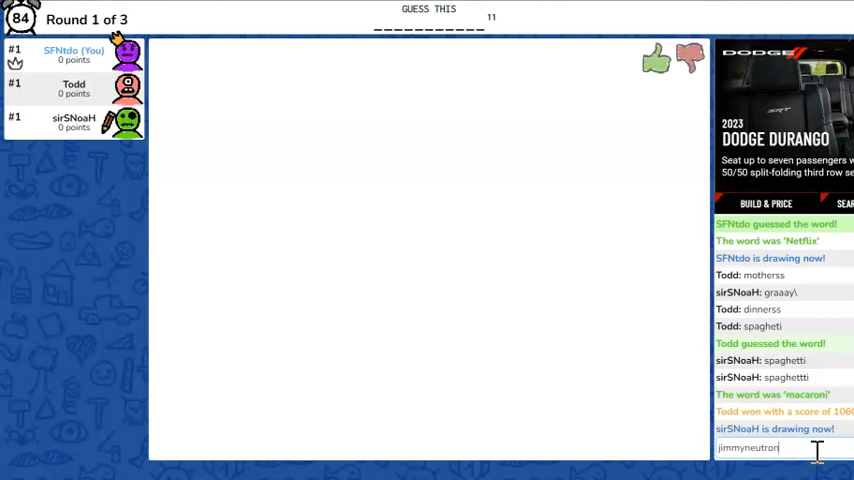 84
Round 1 of 3
GUESS THIS
___________ 11
#1
SFNtdo (You)
0 points
#1
Todd
0 points
#1
sirSNoaH
0 points
DODGE
SRT
2023
DODGE DURANGO
Seat up to seven passengers w
50/50 split-folding third row se
BUILD & PRICE
SEAR
SFNtdo guessed the word!
The word was 'Netflix'
SFNtdo is drawing now!
Todd: motherss
sirSNoaH: graaay\
Todd: dinnerss
Todd: spagheti
Todd guessed the word!
sirSNoaH: spaghetti
sirSNoaH: spaghettti
The word was 'macaroni'
Todd won with a score of 1060
sirSNoaH is drawing now!
jimmyneutron